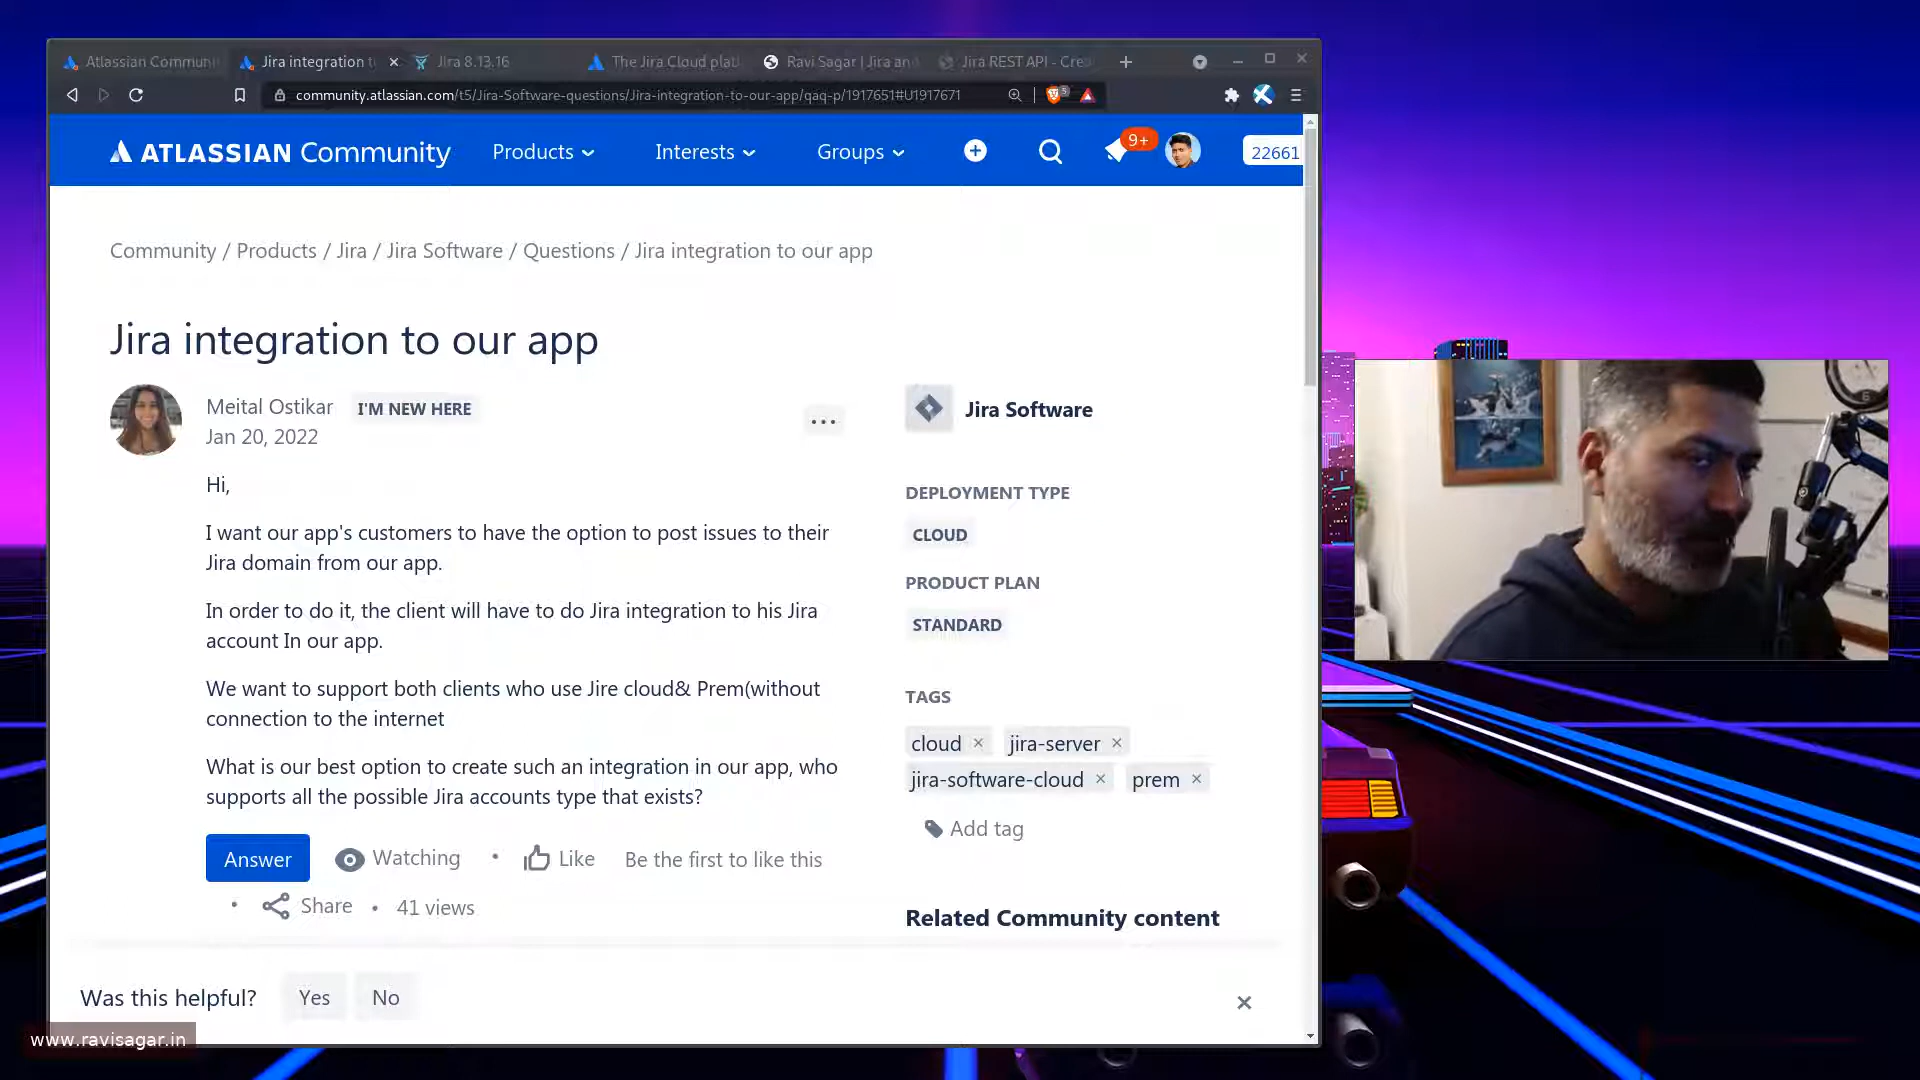 Atlassian Communi
Jira integration t
Jira 8.13.16
The Jira Cloud plat
Ravi Sagar | Jira and
Jira REST API - Crea
community.atlassian.com/t5/Jira-Software-questions/Jira-integration-to-our-app/qaq-p/1917651#U1917671
5
ATLASSIAN Community
Products
Interests
Groups
9+
22661
Community / Products / Jira / Jira Software / Questions / Jira integration to our app
Jira integration to our app
Meital Ostikar
I'M NEW HERE
Jan 20, 2022
Hi,
I want our app's customers to have the option to post issues to their
Jira domain from our app.
In order to do it, the client will have to do Jira integration to his Jira
account In our app.
We want to support both clients who use Jire cloud& Prem(without
connection to the internet
What is our best option to create such an integration in our app, who
supports all the possible Jira accounts type that exists?
Answer
Watching
Like
Be the first to like this
Share
41 views
Jira Software
DEPLOYMENT TYPE
CLOUD
PRODUCT PLAN
STANDARD
TAGS
cloud ×
jira-server ×
jira-software-cloud ×
prem ×
Add tag
Related Community content
Was this helpful?
Yes
No
www.ravisagar.in